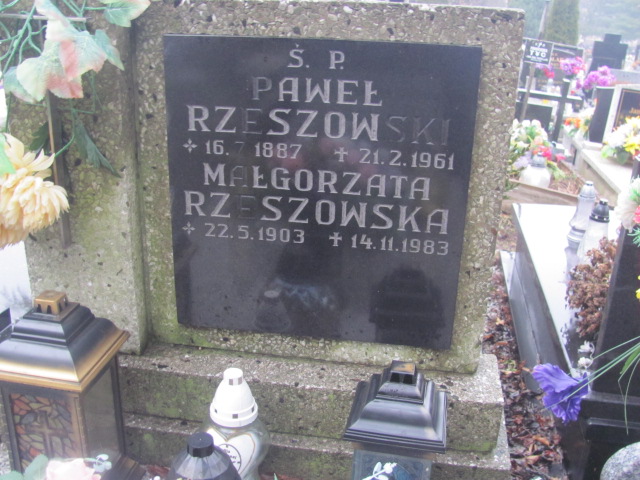 Ś. P.
PAWEŁ
RZESZOWSKI
* 16.7.1887 + 21.2.1961
MAŁGORZATA
RZESZOWSKA
* 22.5.1903 + 14.11.1983